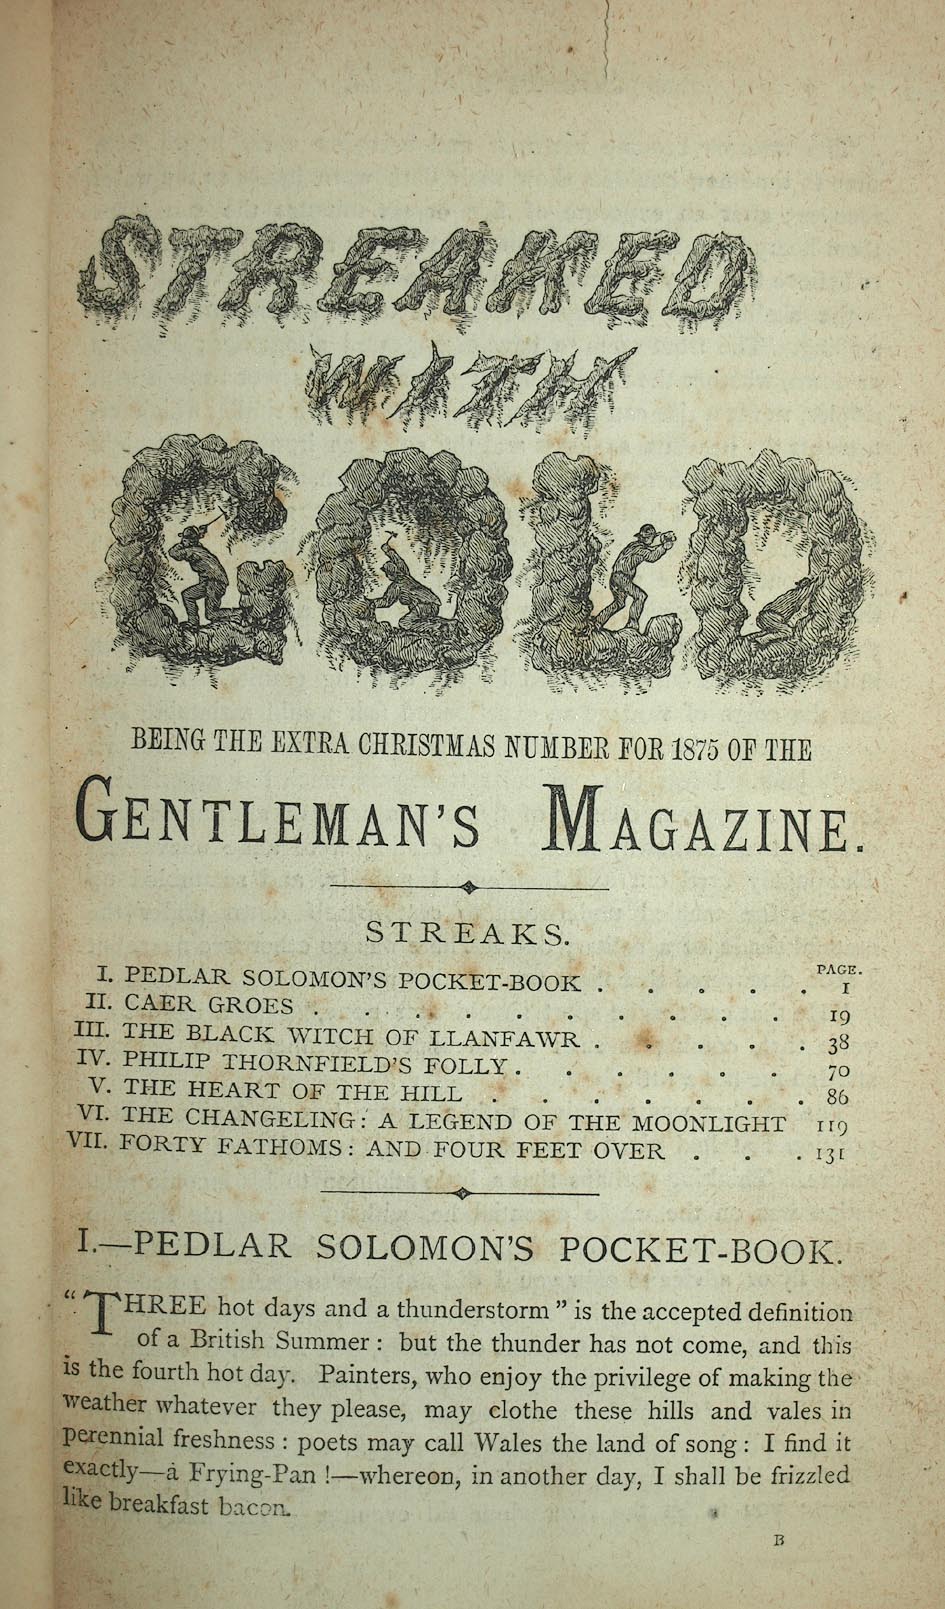 STREAKED
WITH
GOLD
BEING THE EXTRA CHRISTMAS NUMBER FOR 1875 OF THE
GENTLEMAN'S MAGAZINE.
STREAKS.
PAGE.
I. PEDLAR SOLOMON'S POCKET-BOOK . . . . . 1
II. CAER GROES . . . . . . . . . . 19
III. THE BLACK WITCH OF LLANFAWR . . . . . 38
IV. PHILIP THORNFIELD'S FOLLY . . . . . . 70
V. THE HEART OF THE HILL . . . . . . . 86
VI. THE CHANGELING: A LEGEND OF THE MOONLIGHT 119
VII. FORTY FATHOMS: AND FOUR FEET OVER . . . 131
I.—PEDLAR SOLOMON'S POCKET-BOOK.
"THREE hot days and a thunderstorm" is the accepted definition
of a British Summer: but the thunder has not come, and this
is the fourth hot day. Painters, who enjoy the privilege of making the
weather whatever they please, may clothe these hills and vales in
perennial freshness: poets may call Wales the land of song: I find it
exactly—a Frying-Pan!—whereon, in another day, I shall be frizzled
like breakfast bacon.
B